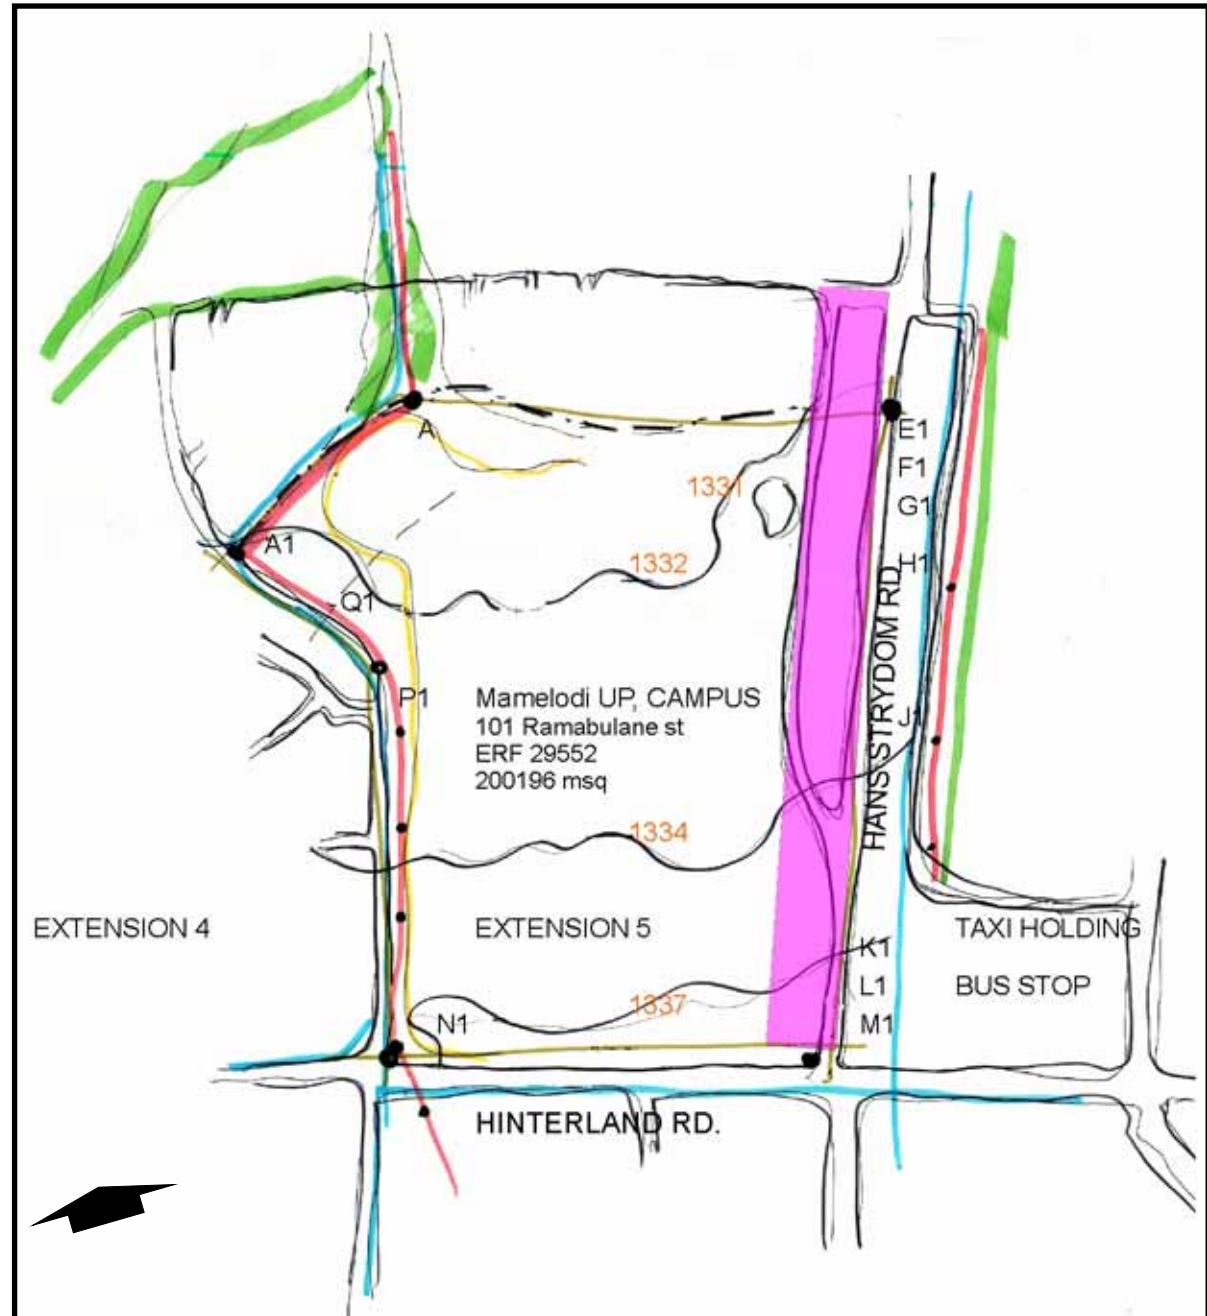 A
E1
F1
1331
G1
A1
1332
H1
Q1
HANS STRYDOM RD.
P1
Mamelodi UP, CAMPUS
101 Ramabulane st
ERF 29552
200196 msq
J1
1334
EXTENSION 4
EXTENSION 5
TAXI HOLDING
K1
L1
BUS STOP
1337
N1
M1
HINTERLAND RD.